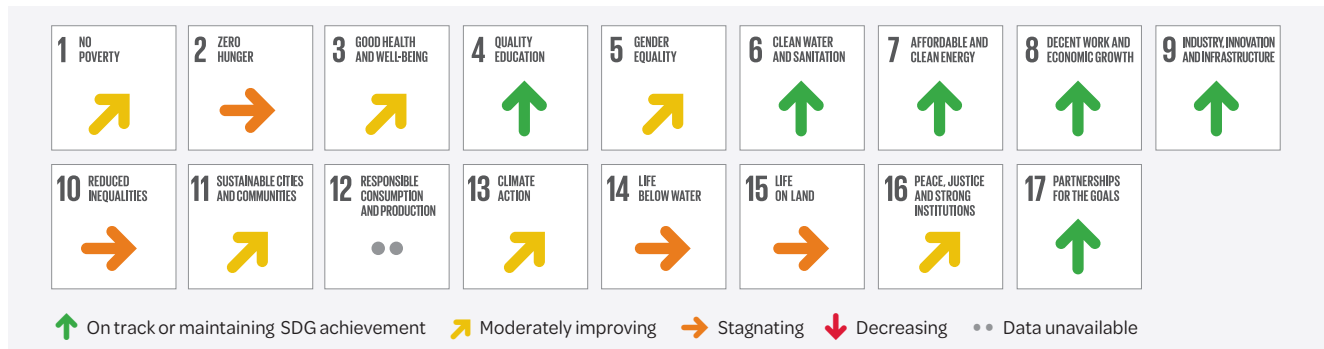 1 NO
POVERTY
2 ZERO
HUNGER
3 GOOD HEALTH
AND WELL-BEING
4 QUALITY
EDUCATION
5 GENDER
EQUALITY
6 CLEAN WATER
AND SANITATION
7 AFFORDABLE AND
CLEAN ENERGY
8 DECENT WORK AND
ECONOMIC GROWTH
9 INDUSTRY, INNOVATION
AND INFRASTRUCTURE
10 REDUCED
INEQUALITIES
11 SUSTAINABLE CITIES
AND COMMUNITIES
12 RESPONSIBLE
CONSUMPTION
AND PRODUCTION
13 CLIMATE
ACTION
14 LIFE
BELOW WATER
15 LIFE
ON LAND
16 PEACE, JUSTICE
AND STRONG
INSTITUTIONS
17 PARTNERSHIPS
FOR THE GOALS
On track or maintaining SDG achievement
Moderately improving
Stagnating
Decreasing
Data unavailable